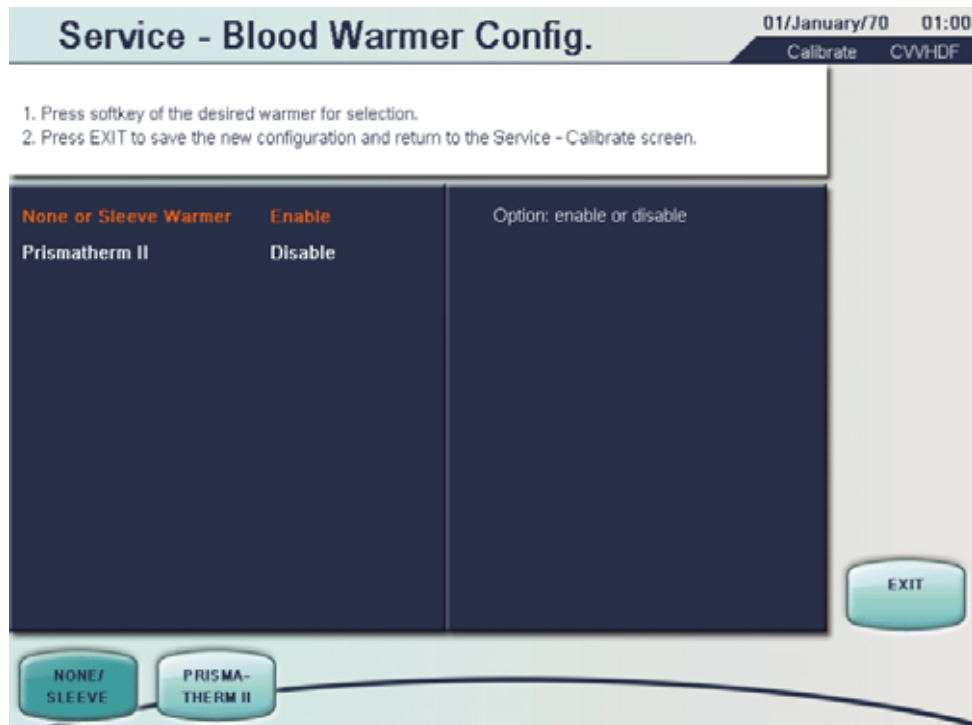 Service - Blood Warmer Config.
01/January/70 01:00
Calibrate CVVHDF
1. Press softkey of the desired warmer for selection.
2. Press EXIT to save the new configuration and return to the Service - Calibrate screen.
None or Sleeve Warmer Enable
Option: enable or disable
Prismatherm II Disable
EXIT
NONE/
SLEEVE
PRISMA-
THERM II